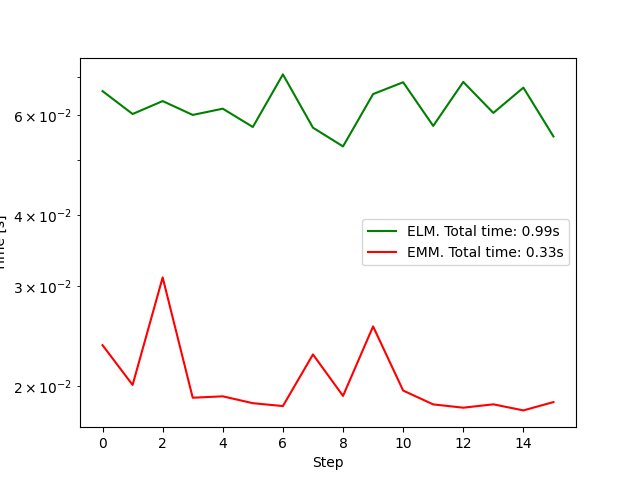 6 × 10⁻²
4 × 10⁻²
3 × 10⁻²
2 × 10⁻²
Time [s]
ELM. Total time: 0.99s
EMM. Total time: 0.33s
0 2 4 6 8 10 12 14
Step